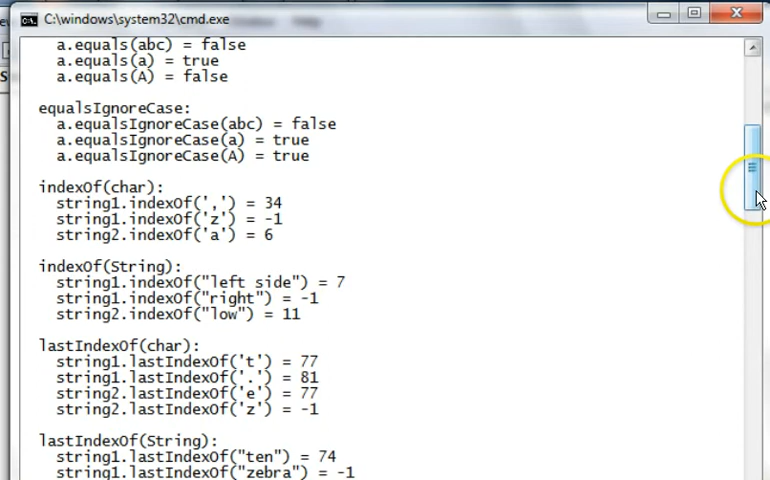 C:\windows\system32\cmd.exe
a.equals(abc) = false
a.equals(a) = true
a.equals(A) = false
equalsIgnoreCase:
a.equalsIgnoreCase(abc) = false
a.equalsIgnoreCase(a) = true
a.equalsIgnoreCase(A) = true
indexOf(char):
string1.indexOf(',') = 34
string1.indexOf('z') = -1
string2.indexOf('a') = 6
indexOf(String):
string1.indexOf("left side") = 7
string1.indexOf("right") = -1
string2.indexOf("low") = 11
lastIndexOf(char):
string1.lastIndexOf('t') = 77
string1.lastIndexOf('.') = 81
string2.lastIndexOf('e') = 77
string2.lastIndexOf('z') = -1
lastIndexOf(String):
string1.lastIndexOf("ten") = 74
string1.lastIndexOf("zebra") = -1